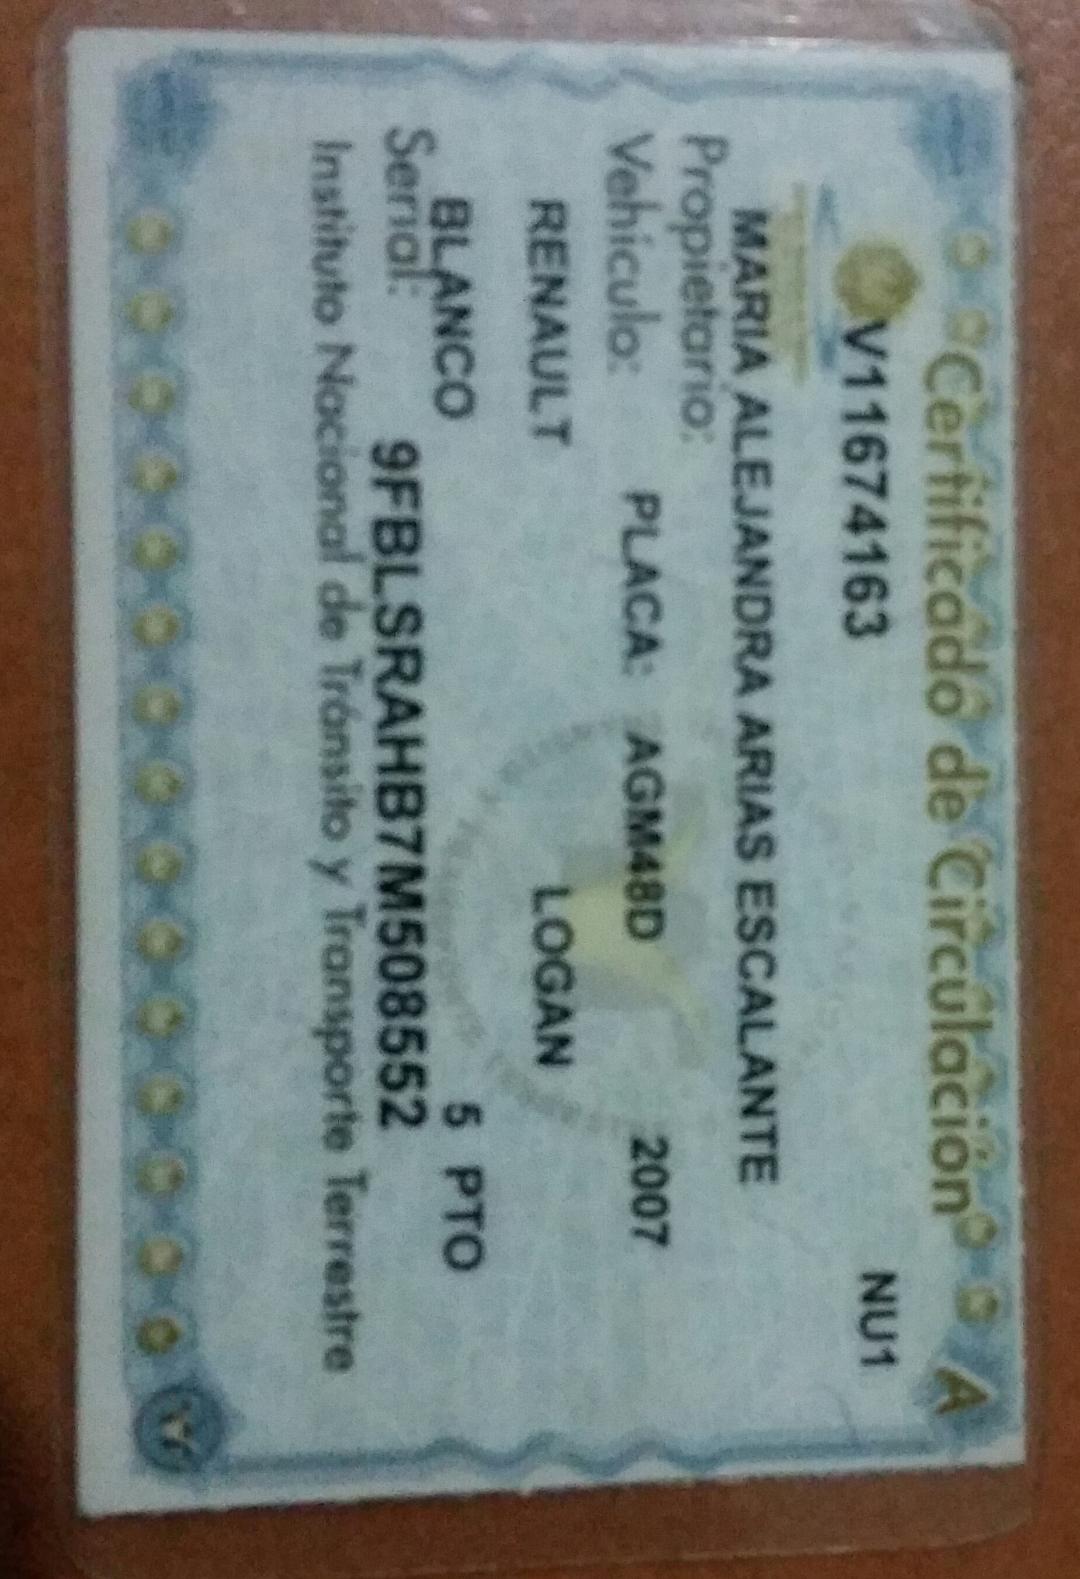 Certificado de Circulación A
V11674163 NU1
MARIA ALEJANDRA ARIAS ESCALANTE
Propietario:
Vehículo: PLACA: AGM48D 2007
RENAULT LOGAN
BLANCO 5 PTO
Serial: 9FBLSRAHB7M508552
Instituto Nacional de Tránsito y Transporte Terrestre